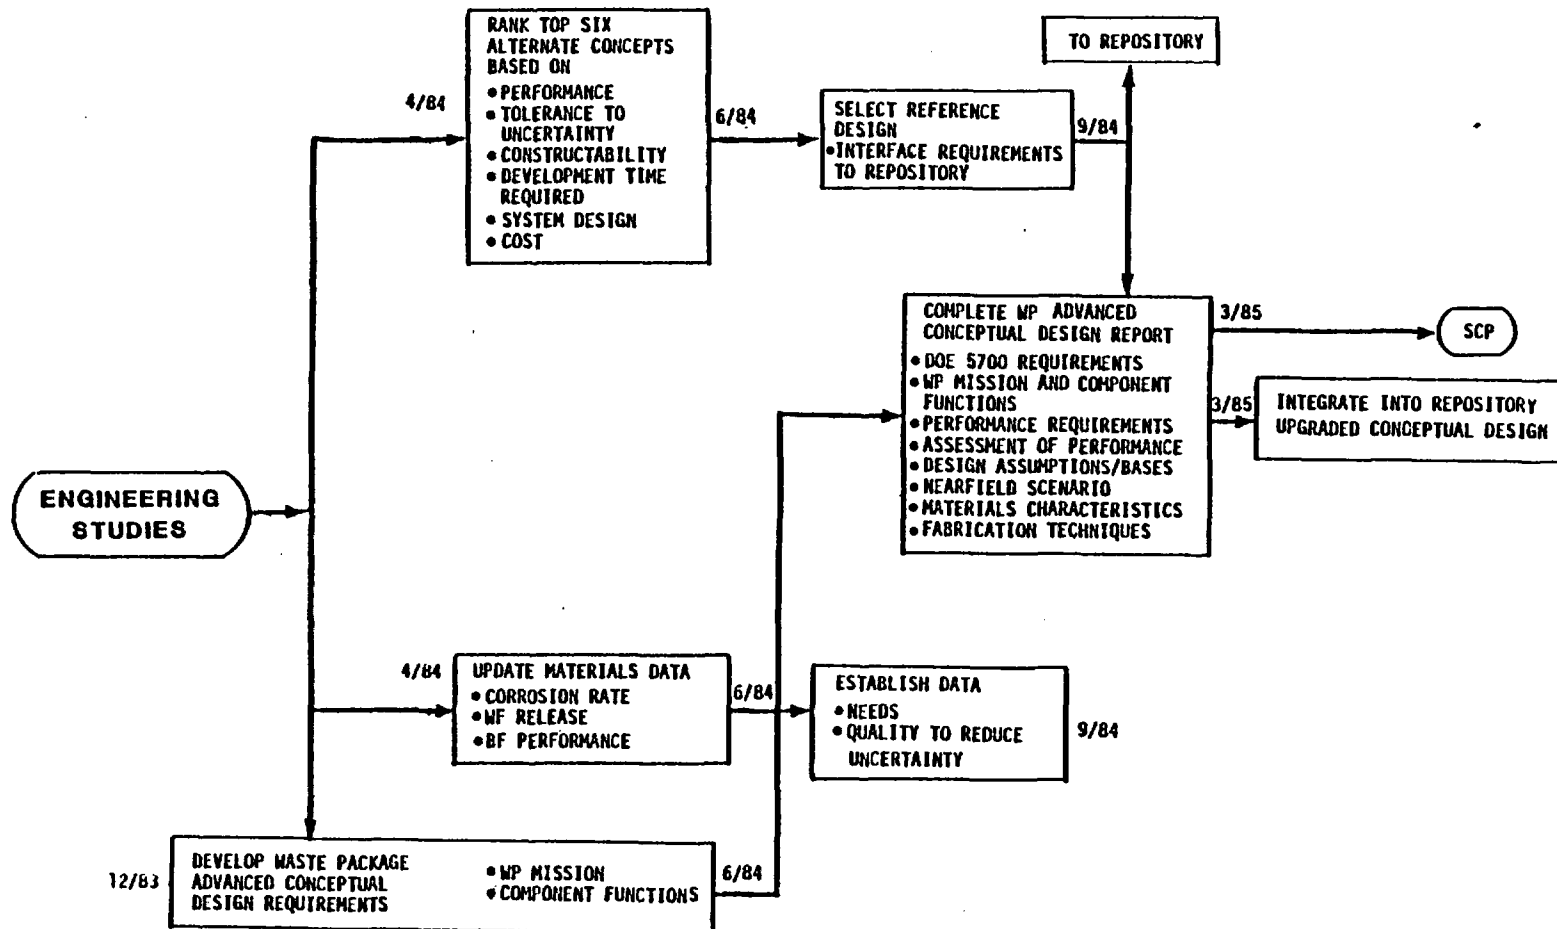 RANK TOP SIX
ALTERNATE CONCEPTS
BASED ON
• PERFORMANCE
• TOLERANCE TO
UNCERTAINTY
• CONSTRUCTABILITY
• DEVELOPMENT TIME
REQUIRED
• SYSTEM DESIGN
• COST
4/84
6/84
SELECT REFERENCE
DESIGN
• INTERFACE REQUIREMENTS
TO REPOSITORY
9/84
TO REPOSITORY
COMPLETE WP ADVANCED
CONCEPTUAL DESIGN REPORT
• DOE 5700 REQUIREMENTS
• WP MISSION AND COMPONENT
FUNCTIONS
• PERFORMANCE REQUIREMENTS
• ASSESSMENT OF PERFORMANCE
• DESIGN ASSUMPTIONS/BASES
• NEARFIELD SCENARIO
• MATERIALS CHARACTERISTICS
• FABRICATION TECHNIQUES
3/85
SCP
3/85
INTEGRATE INTO REPOSITORY
UPGRADED CONCEPTUAL DESIGN
ENGINEERING
STUDIES
4/84
UPDATE MATERIALS DATA
• CORROSION RATE
• WF RELEASE
• BF PERFORMANCE
6/84
ESTABLISH DATA
• NEEDS
• QUALITY TO REDUCE
UNCERTAINTY
9/84
12/83
DEVELOP WASTE PACKAGE
ADVANCED CONCEPTUAL
DESIGN REQUIREMENTS
• WP MISSION
• COMPONENT FUNCTIONS
6/84